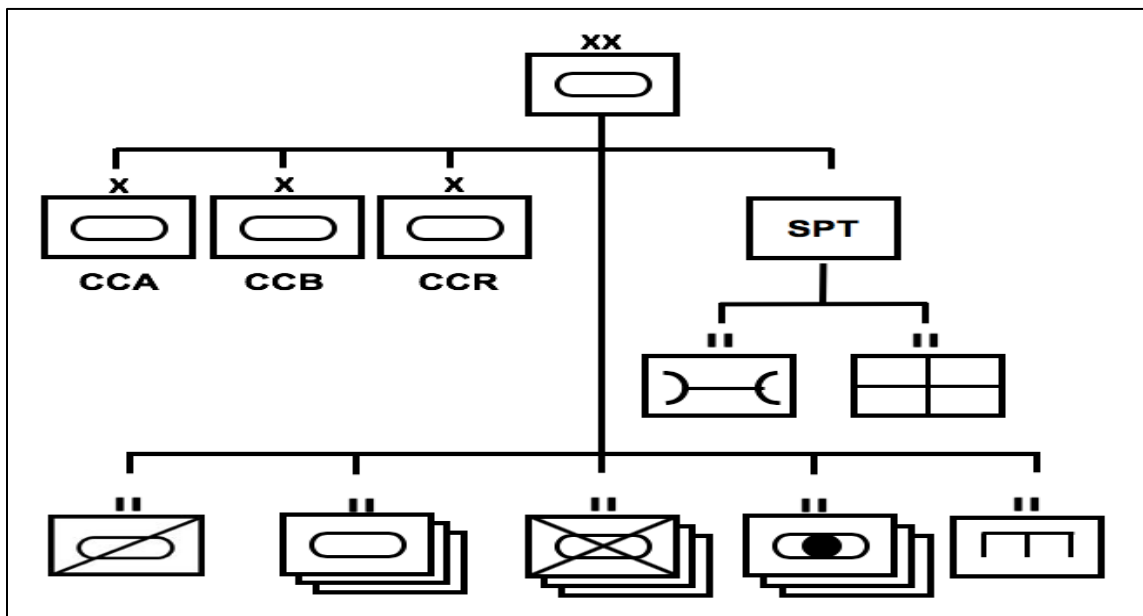 XX
X X X
SPT
CCA CCB CCR
II II
II II II II II